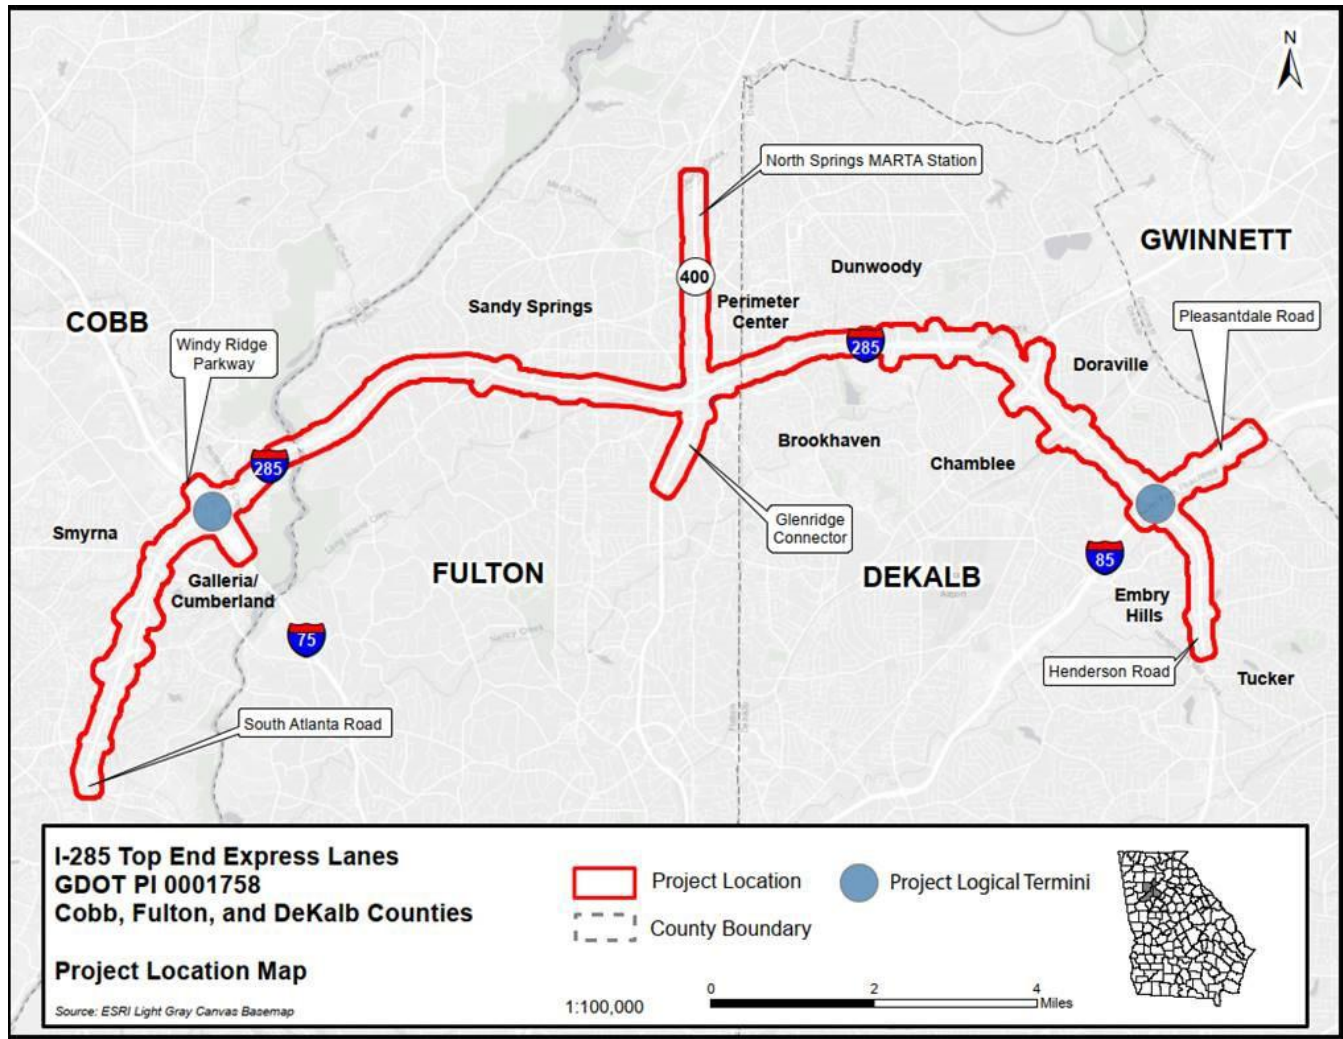 N
North Springs MARTA Station
GWINNETT
400
Dunwoody
Perimeter
Center
Sandy Springs
COBB
Windy Ridge
Parkway
Pleasantdale Road
285
Doraville
Brookhaven
Chamblee
285
Smyrna
Glenridge
Connector
FULTON
DEKALB
85
Galleria/
Cumberland
Embry
Hills
75
Henderson Road
Tucker
South Atlanta Road
I-285 Top End Express Lanes
GDOT PI 0001758
Cobb, Fulton, and DeKalb Counties
Project Location Map
Source: ESRI Light Gray Canvas Basemap
Project Location
Project Logical Termini
County Boundary
1:100,000
0 2 4
Miles